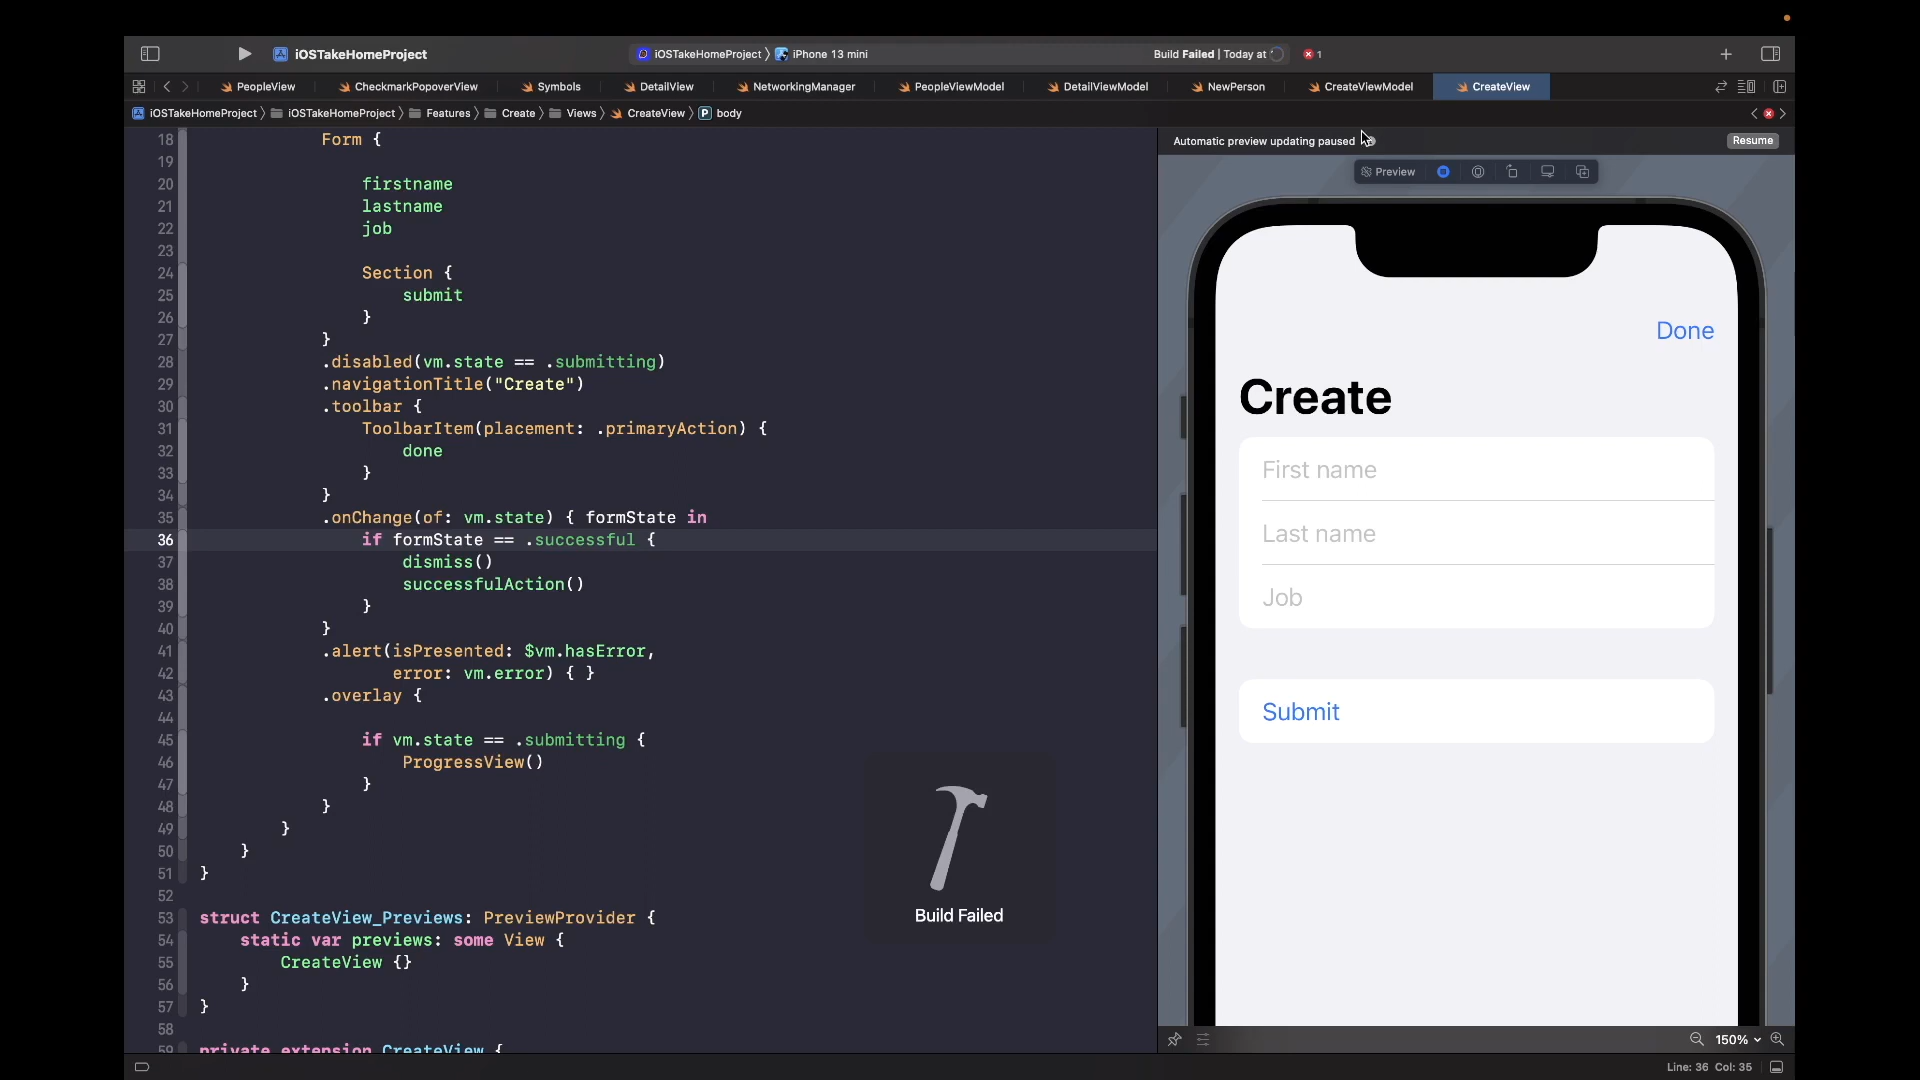 iOSTakeHomeProject
iOSTakeHomeProject 〉 iPhone 13 mini
Build Failed | Today at
1
PeopleView
CheckmarkPopoverView
Symbols
DetailView
NetworkingManager
PeopleViewModel
DetailViewModel
NewPerson
CreateViewModel
CreateView
iOSTakeHomeProject 〉 iOSTakeHomeProject 〉 Features 〉 Create 〉 Views 〉 CreateView 〉 P body
18 Form {
19
20 firstname
21 lastname
22 job
23
24 Section {
25 submit
26 }
27 }
28 .disabled(vm.state == .submitting)
29 .navigationTitle("Create")
30 .toolbar {
31 ToolbarItem(placement: .primaryAction) {
32 done
33 }
34 }
35 .onChange(of: vm.state) { formState in
36 if formState == .successful {
37 dismiss()
38 successfulAction()
39 }
40 }
41 .alert(isPresented: $vm.hasError,
42 error: vm.error) { }
43 .overlay {
44
45 if vm.state == .submitting {
46 ProgressView()
47 }
48 }
49 }
50 }
51 }
52
53 struct CreateView_Previews: PreviewProvider {
54 static var previews: some View {
55 CreateView {}
56 }
57 }
58
59 private extension CreateView {
Build Failed
Automatic preview updating paused
Resume
Preview
Done
Create
First name
Last name
Job
Submit
150%
Line: 36 Col: 35